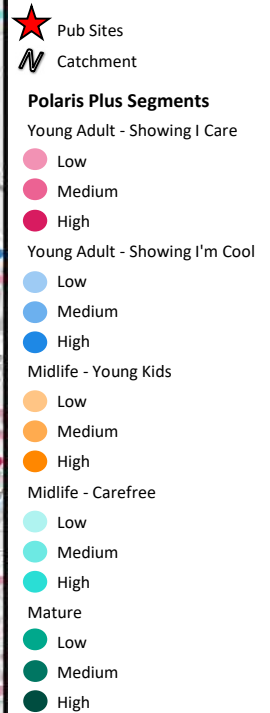 Pub Sites
Catchment
Polaris Plus Segments
Young Adult - Showing I Care
Low
Medium
High
Young Adult - Showing I'm Cool
Low
Medium
High
Midlife - Young Kids
Low
Medium
High
Midlife - Carefree
Low
Medium
High
Mature
Low
Medium
High